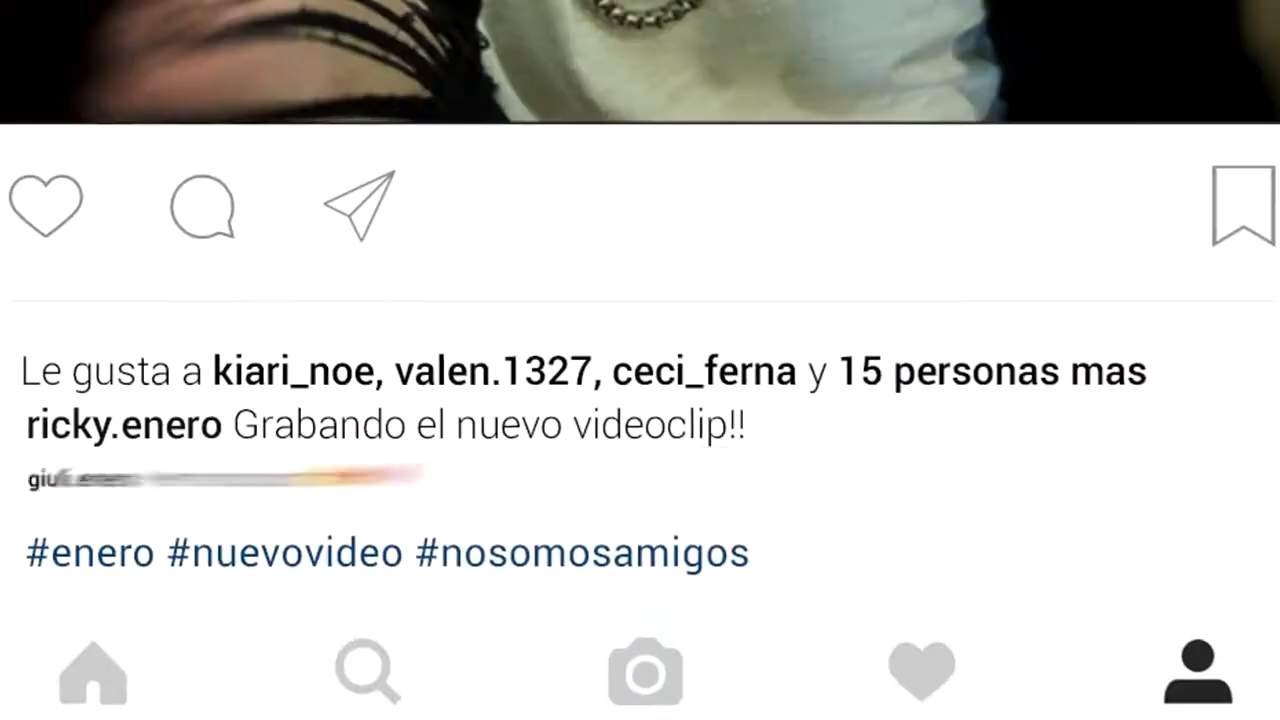 Le gusta a kiari_noe, valen.1327, ceci_ferna y 15 personas mas
ricky.enero Grabando el nuevo videoclip!!
#enero #nuevovideo #nosomosamigos